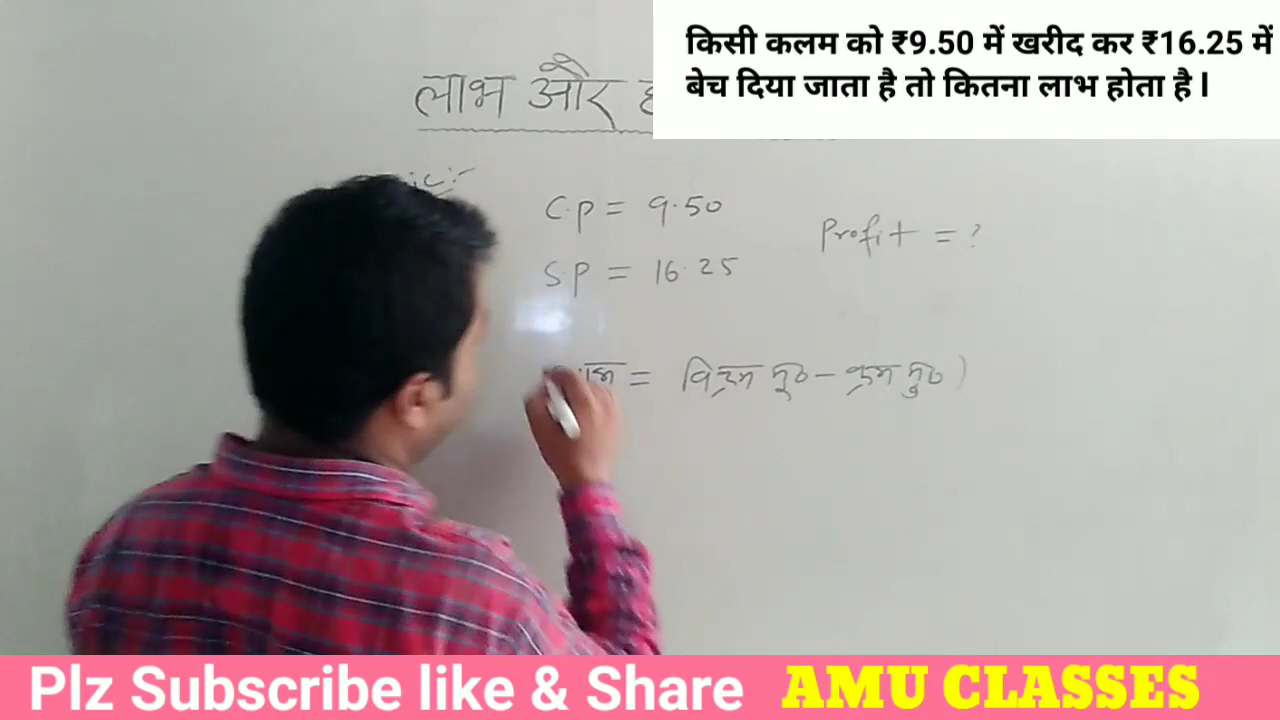 किसी कलम को ₹9.50 में खरीद कर ₹16.25 में
बेच दिया जाता है तो कितना लाभ होता है l
लाभ और
C.P = 9.50
Profit = ?
S.P = 16.25
= विक्रय मू० - क्रय मू० )
Plz Subscribe like & Share AMU CLASSES